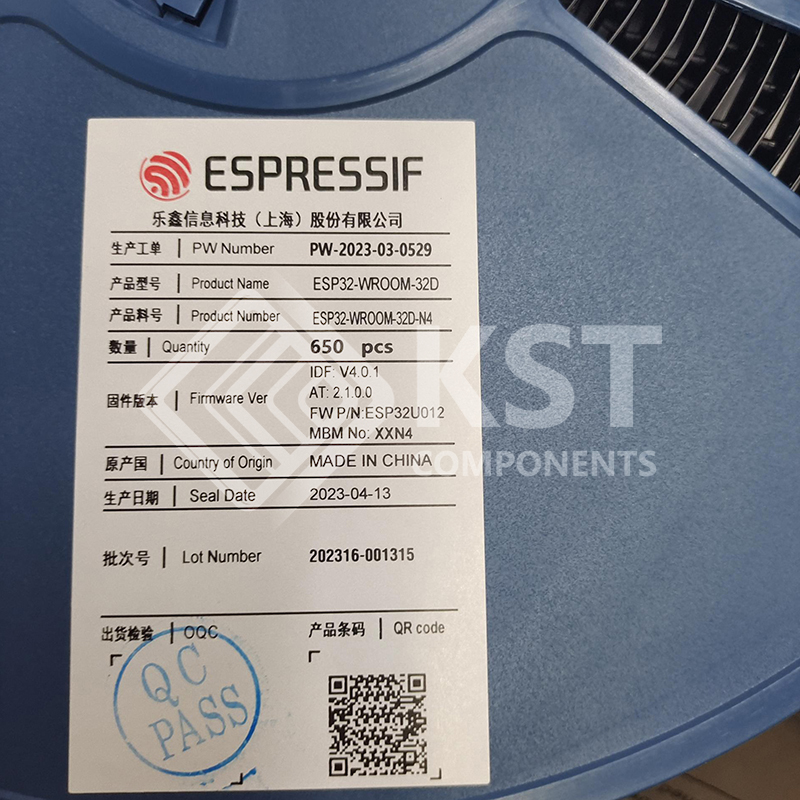 ESPRESSIF
乐鑫信息科技（上海）股份有限公司
生产工单 | PW Number PW-2023-03-0529
产品型号 | Product Name ESP32-WROOM-32D
产品料号 | Product Number ESP32-WROOM-32D-N4
数量 | Quantity 650 pcs
IDF: V4.0.1
固件版本 | Firmware Ver AT: 2.1.0.0
FW P/N:ESP32U012
MBM No: XXN4
原产国 | Country of Origin MADE IN CHINA
生产日期 | Seal Date 2023-04-13
批次号 | Lot Number 202316-001315
出货检验 | OQC 产品条码 | QR code
QC
PASS
KST
COMPONENTS